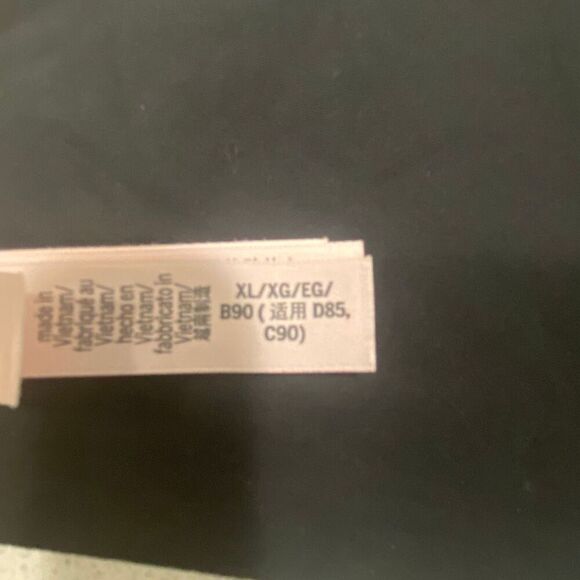 made in
Vietnam/
fabriqué au
Vietnam/
hecho en
Vietnam/
fabbricato in
Vietnam/
越南制造
XL/XG/EG/
B90 ( 适用 D85,
C90)